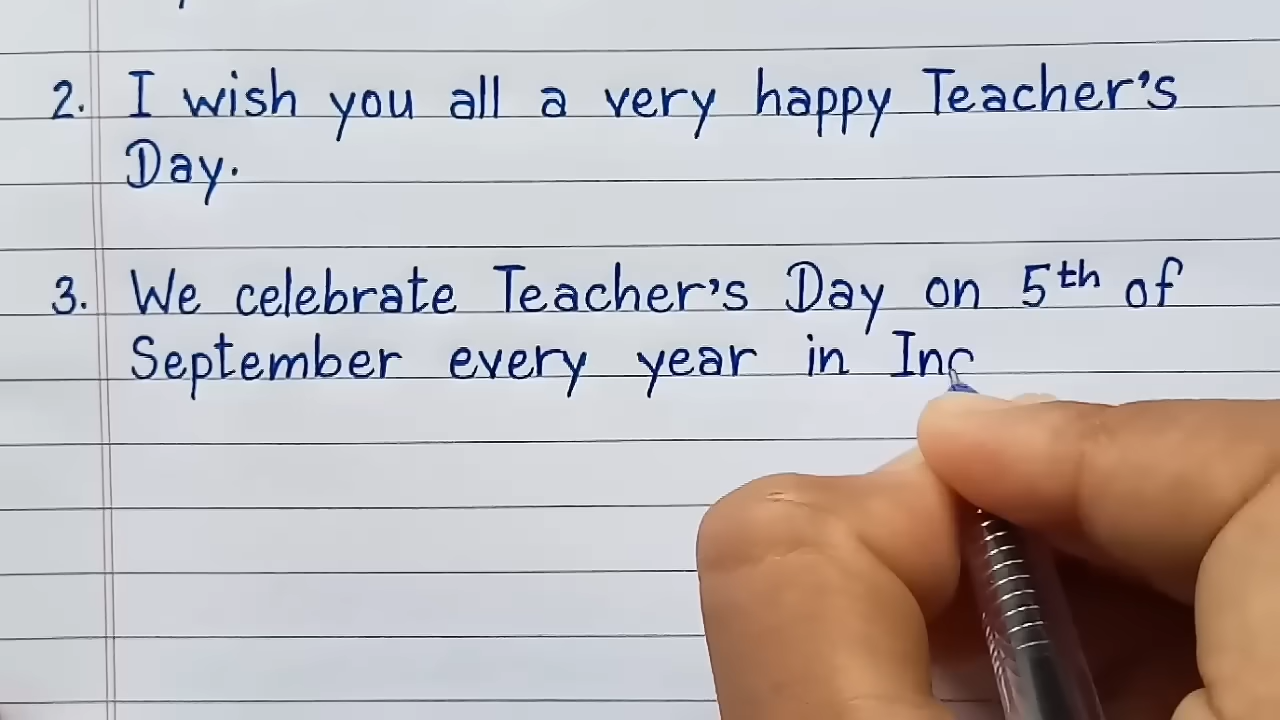 2. I wish you all a very happy Teacher's
Day.
3. We celebrate Teacher's Day on 5th of
September every year in